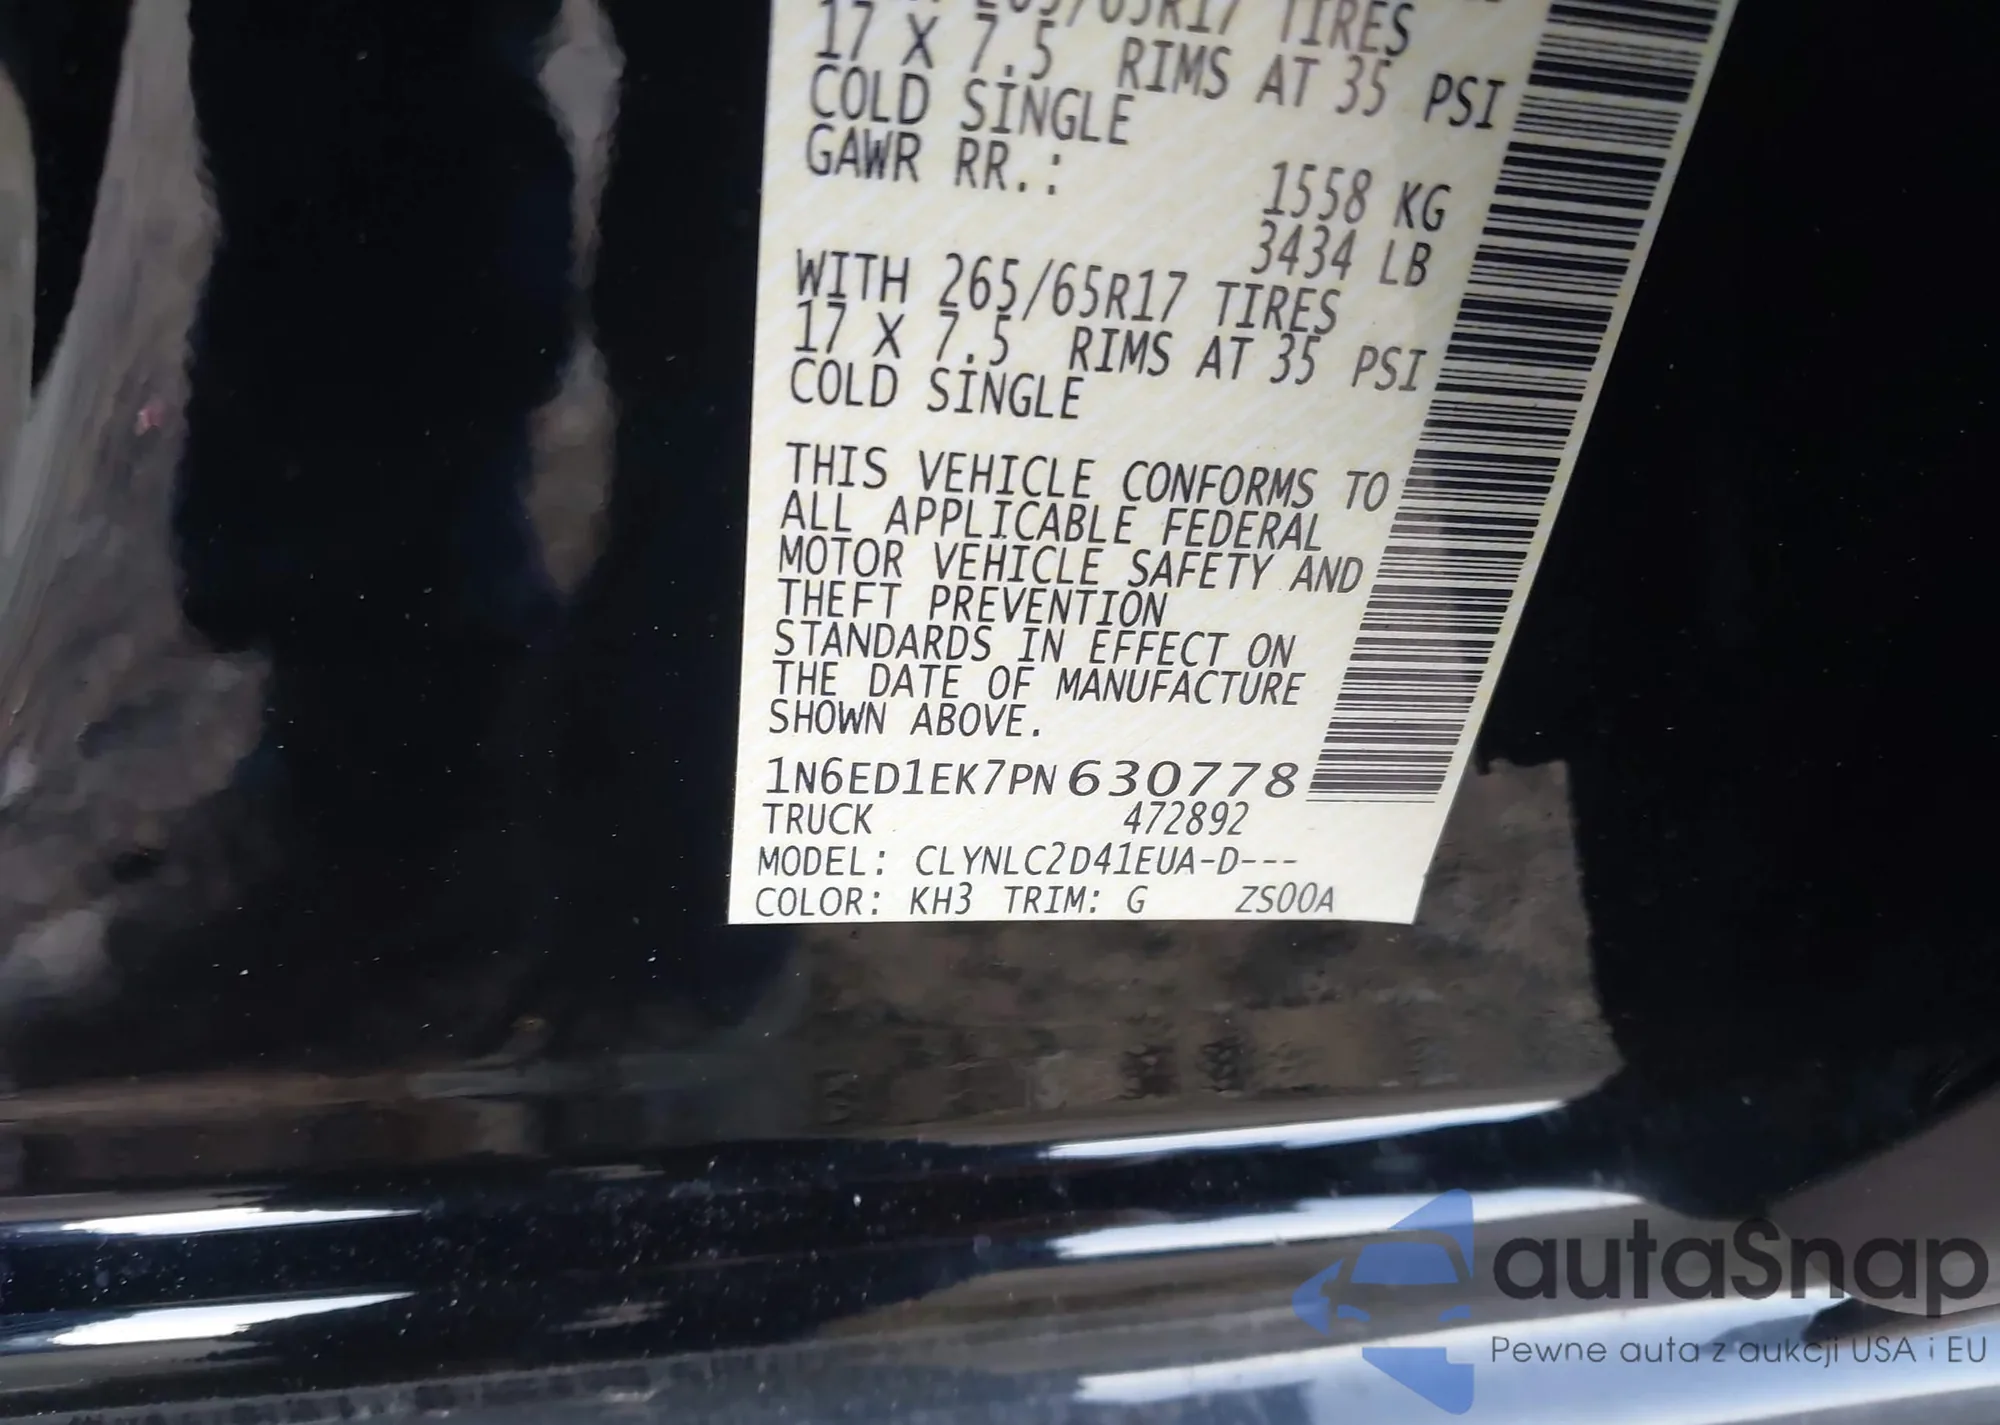 265/65R17 TIRES
17 X 7.5 RIMS AT 35 PSI
COLD SINGLE
GAWR RR.: 1558 KG
3434 LB
WITH 265/65R17 TIRES
17 X 7.5 RIMS AT 35 PSI
COLD SINGLE
THIS VEHICLE CONFORMS TO
ALL APPLICABLE FEDERAL
MOTOR VEHICLE SAFETY AND
THEFT PREVENTION
STANDARDS IN EFFECT ON
THE DATE OF MANUFACTURE
SHOWN ABOVE.
1N6ED1EK7PN630778
TRUCK 472892
MODEL: CLYNLC2D41EUA-D---
COLOR: KH3 TRIM: G ZS00A
autaSnap
Pewne auta z aukcji USA i EU